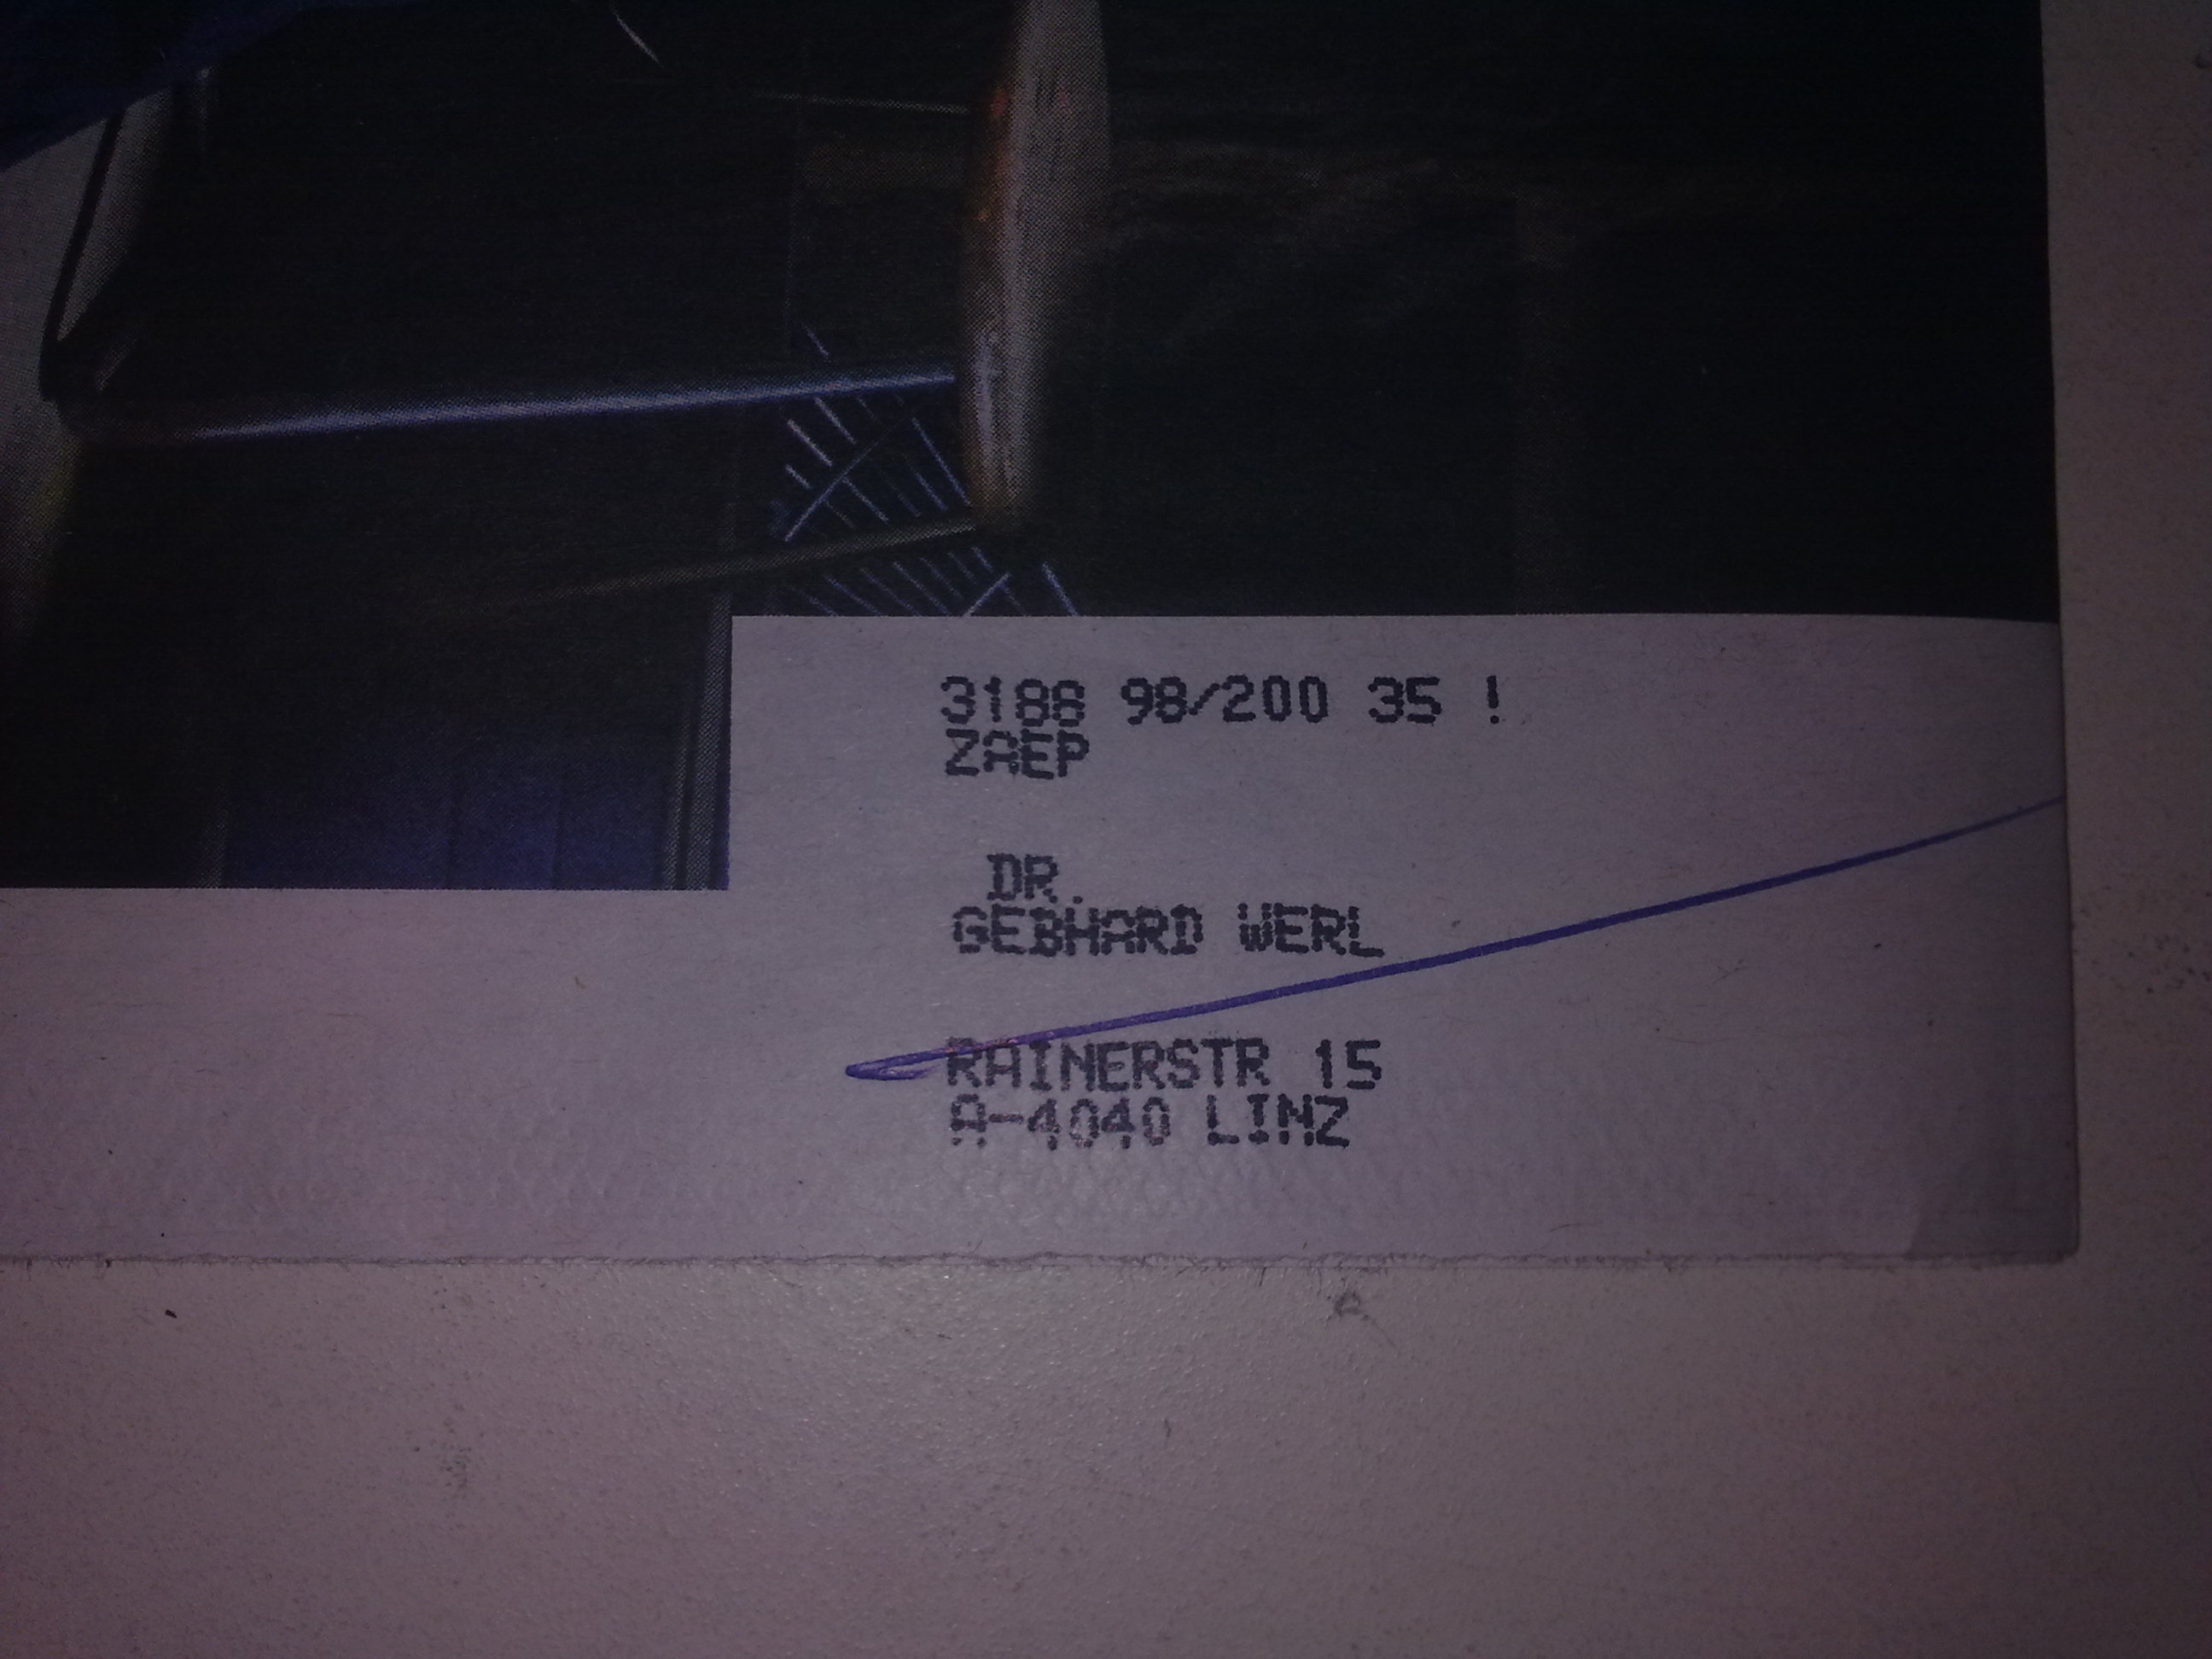 3188 98/200 35 !
ZAEP
DR.
GEBHARD WERL
RAINERSTR 15
A-4040 LINZ